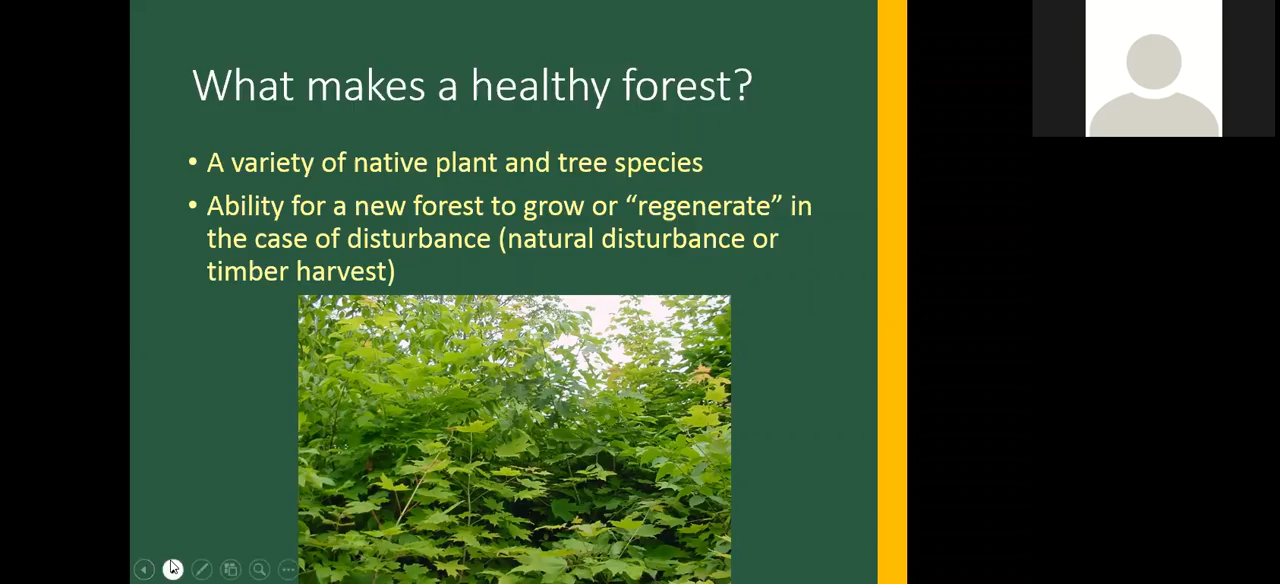 What makes a healthy forest?
• A variety of native plant and tree species
• Ability for a new forest to grow or “regenerate” in
the case of disturbance (natural disturbance or
timber harvest)